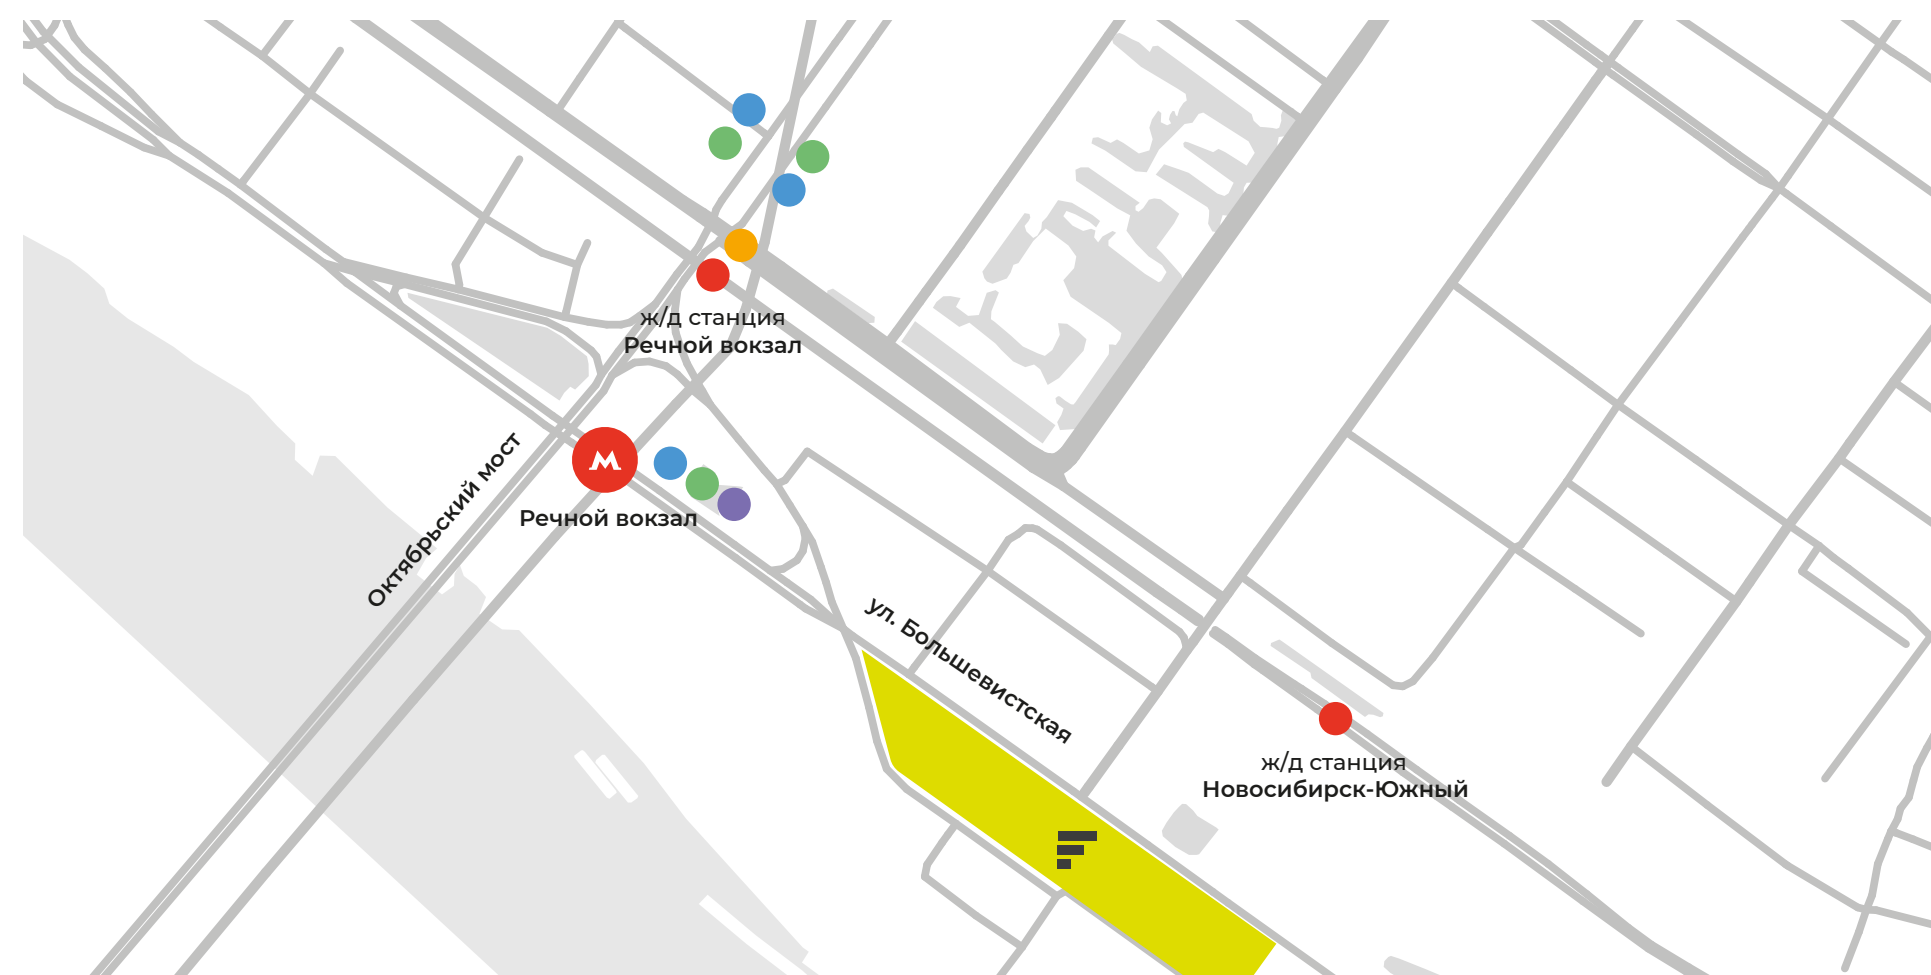 ж/д станция
Речной вокзал
М
Речной вокзал
Октябрьский мост
ул. Большевистская
ж/д станция
Новосибирск-Южный